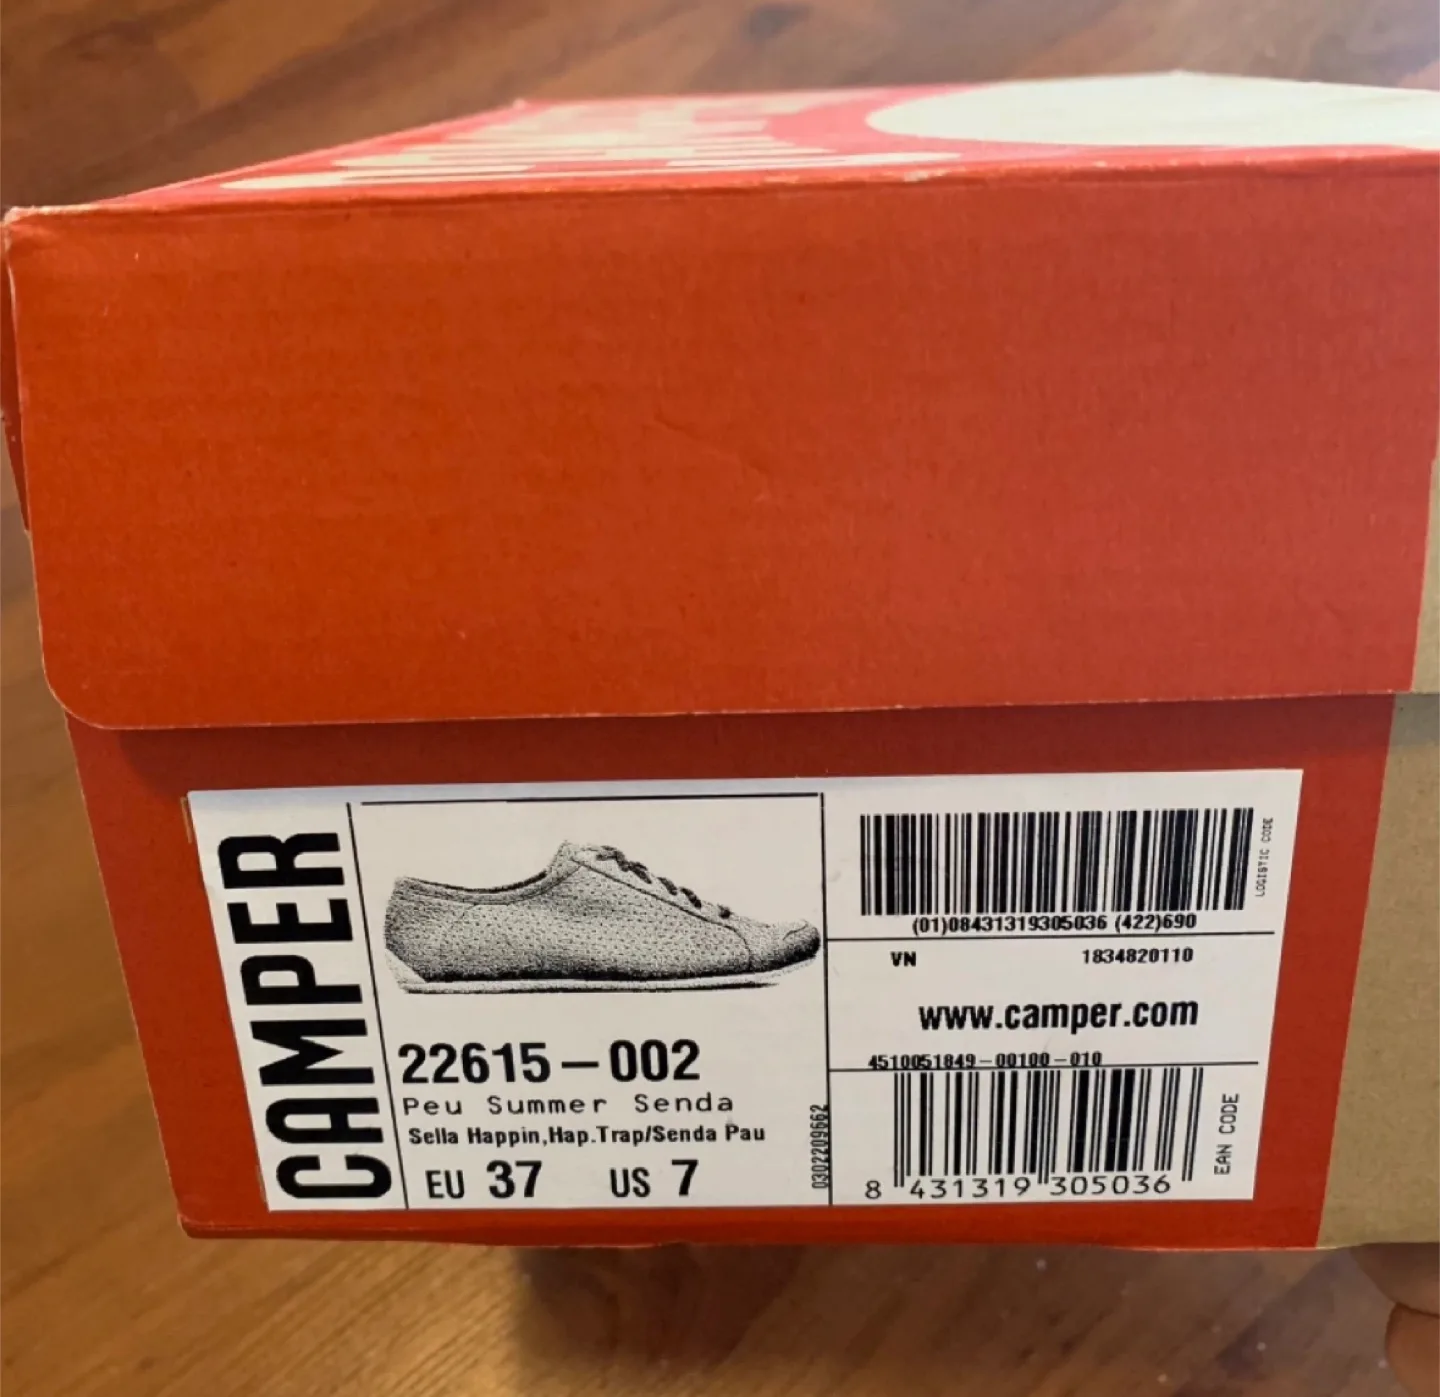 CAMPER
22615-002
Peu Summer Senda
Sella Happin,Hap.Trap/Senda Pau
EU 37 US 7
0302209662
LOGISTIC CODE
(01)08431319305036 (422)690
VN 1834820110
www.camper.com
4510051849-00100-010
EAN CODE
8 431319 305036